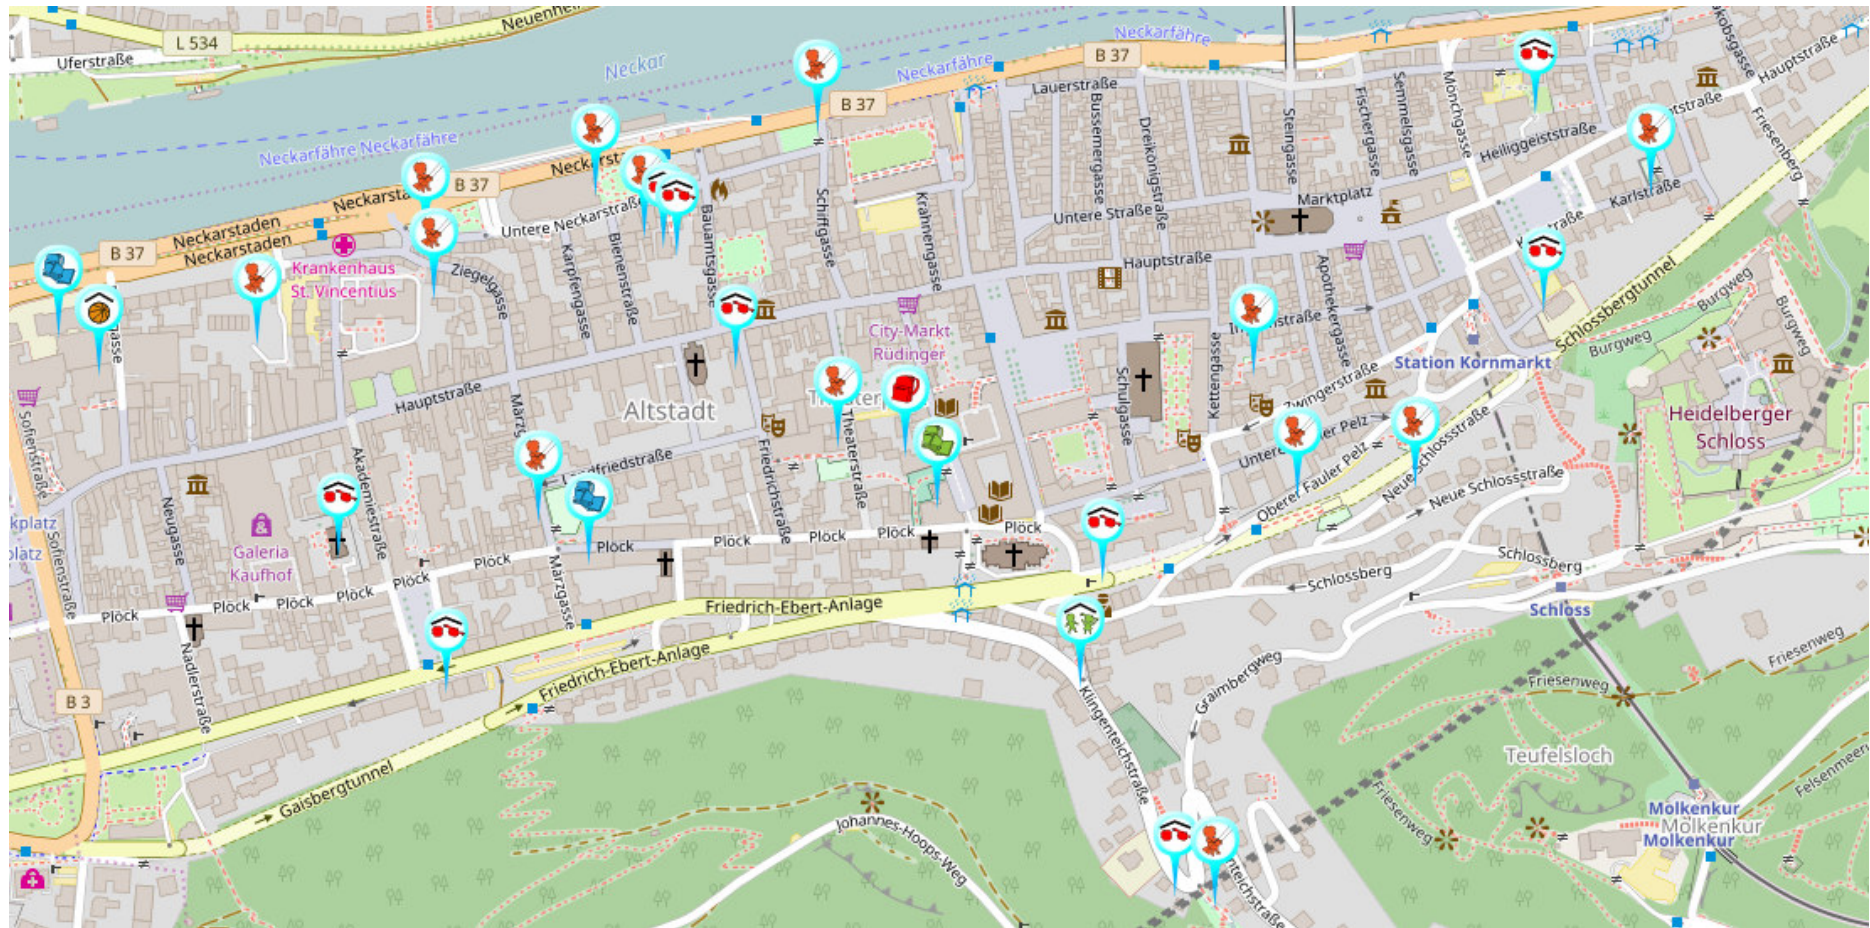 L 534
Neuenhei
Uferstraße
Neckar
Neckarfähre
Neckarfähre
B 37
B 37
Neckarfähre Neckarfähre
Neckarsta
B 37
Neckarsta
Neckarstaden
Neckarstaden
B 37
Untere Neckarstraße
Krankenhaus
St. Vincentius
Ziegelgasse
Karpfengasse
Bienenstraße
Bauamtsgasse
Schiffgasse
Krahnengasse
Lauerstraße
Bussemergasse
Dreikönigstraße
Steingasse
Fischergasse
Semmelsgasse
Mönchgasse
Heiliggeiststraße
Hauptstraße
Friesenberg
Karlstraße
Marktplatz
Untere Straße
Hauptstraße
Apothekergasse
Kettengasse
Schulgasse
City-Markt
Rüdinger
Station Kornmarkt
Schlossbergtunnel
Burgweg
Burgweg
Burgweg
Heidelberger
Schloss
Zwingerstraße
Oberer Fauler Pelz
Neue Schlossstraße
Neue Schlossstraße
Hauptstraße
Altstadt
Theaterstraße
Friedrichstraße
Sofienstraße
Sofienstraße
Neugasse
Akademiestraße
Galeria
Kaufhof
Plöck
Plöck
Plöck
Plöck
Plöck
Plöck
Plöck
Plöck
Plöck
Plöck
Plöck
Märzgasse
Nadlerstraße
Friedrich-Ebert-Anlage
Friedrich-Ebert-Anlage
Schlossberg
Schlossberg
Schloss
B 3
Gaisbergtunnel
Klingenteichstraße
Graimbergweg
Friesenweg
Friesenweg
Friesenweg
Teufelsloch
Felsenmeer
Molkenkur
Molkenkur
Molkenkur
Johannes-Hoops-Weg
nteichstraße